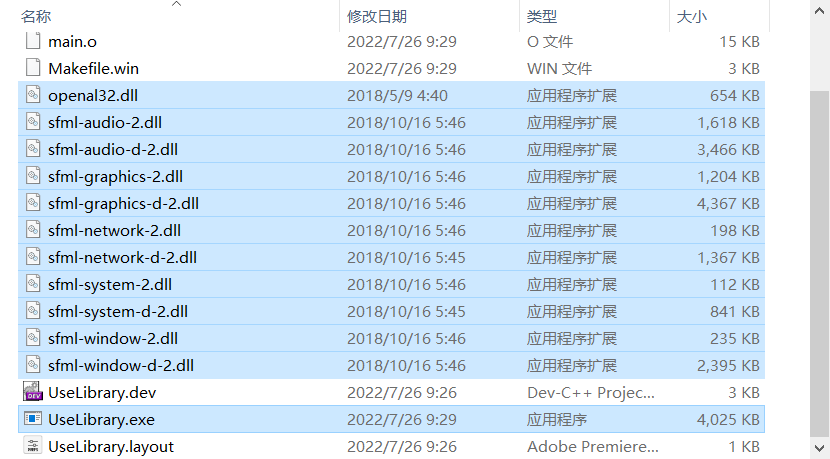 名称 修改日期 类型 大小
main.o 2022/7/26 9:29 O 文件 15 KB
Makefile.win 2022/7/26 9:29 WIN 文件 3 KB
openal32.dll 2018/5/9 4:40 应用程序扩展 654 KB
sfml-audio-2.dll 2018/10/16 5:46 应用程序扩展 1,618 KB
sfml-audio-d-2.dll 2018/10/16 5:46 应用程序扩展 3,466 KB
sfml-graphics-2.dll 2018/10/16 5:46 应用程序扩展 1,204 KB
sfml-graphics-d-2.dll 2018/10/16 5:46 应用程序扩展 4,367 KB
sfml-network-2.dll 2018/10/16 5:46 应用程序扩展 198 KB
sfml-network-d-2.dll 2018/10/16 5:45 应用程序扩展 1,367 KB
sfml-system-2.dll 2018/10/16 5:46 应用程序扩展 112 KB
sfml-system-d-2.dll 2018/10/16 5:45 应用程序扩展 841 KB
sfml-window-2.dll 2018/10/16 5:46 应用程序扩展 235 KB
sfml-window-d-2.dll 2018/10/16 5:46 应用程序扩展 2,395 KB
DEV UseLibrary.dev 2022/7/26 9:26 Dev-C++ Projec... 3 KB
UseLibrary.exe 2022/7/26 9:29 应用程序 4,025 KB
UseLibrary.layout 2022/7/26 9:26 Adobe Premiere... 1 KB